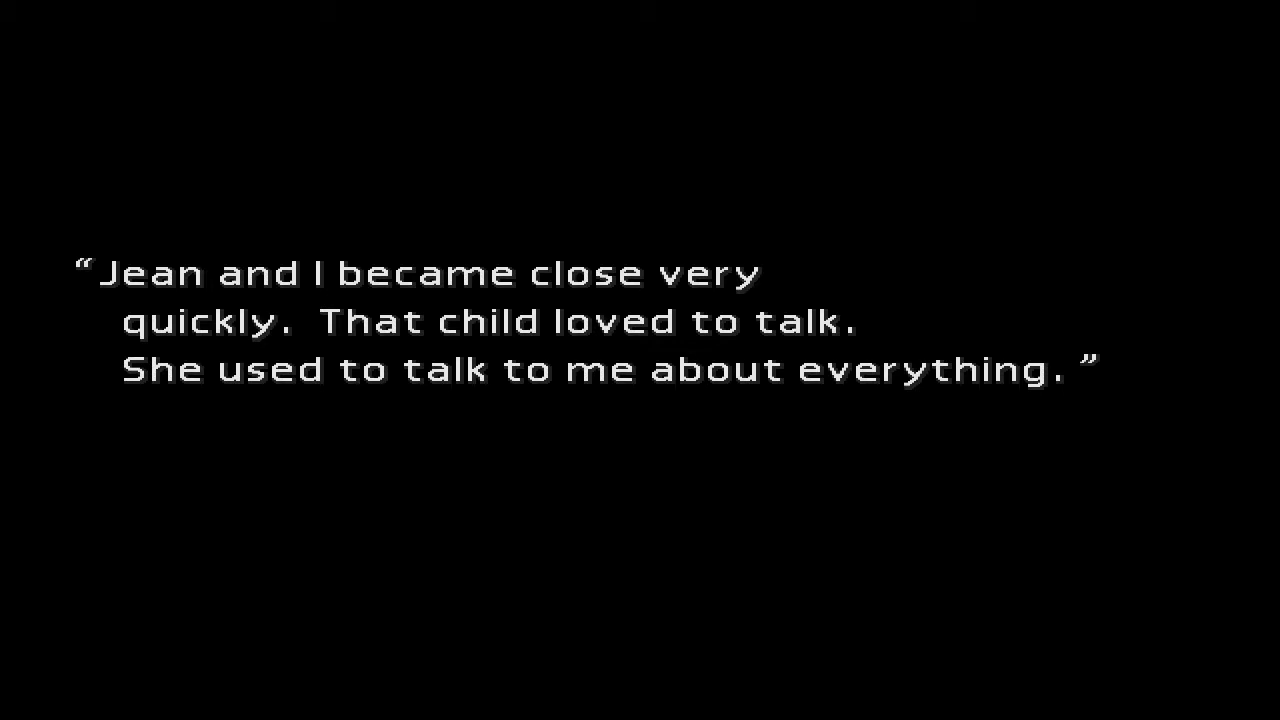 “Jean and I became close very
quickly. That child loved to talk.
She used to talk to me about everything.”